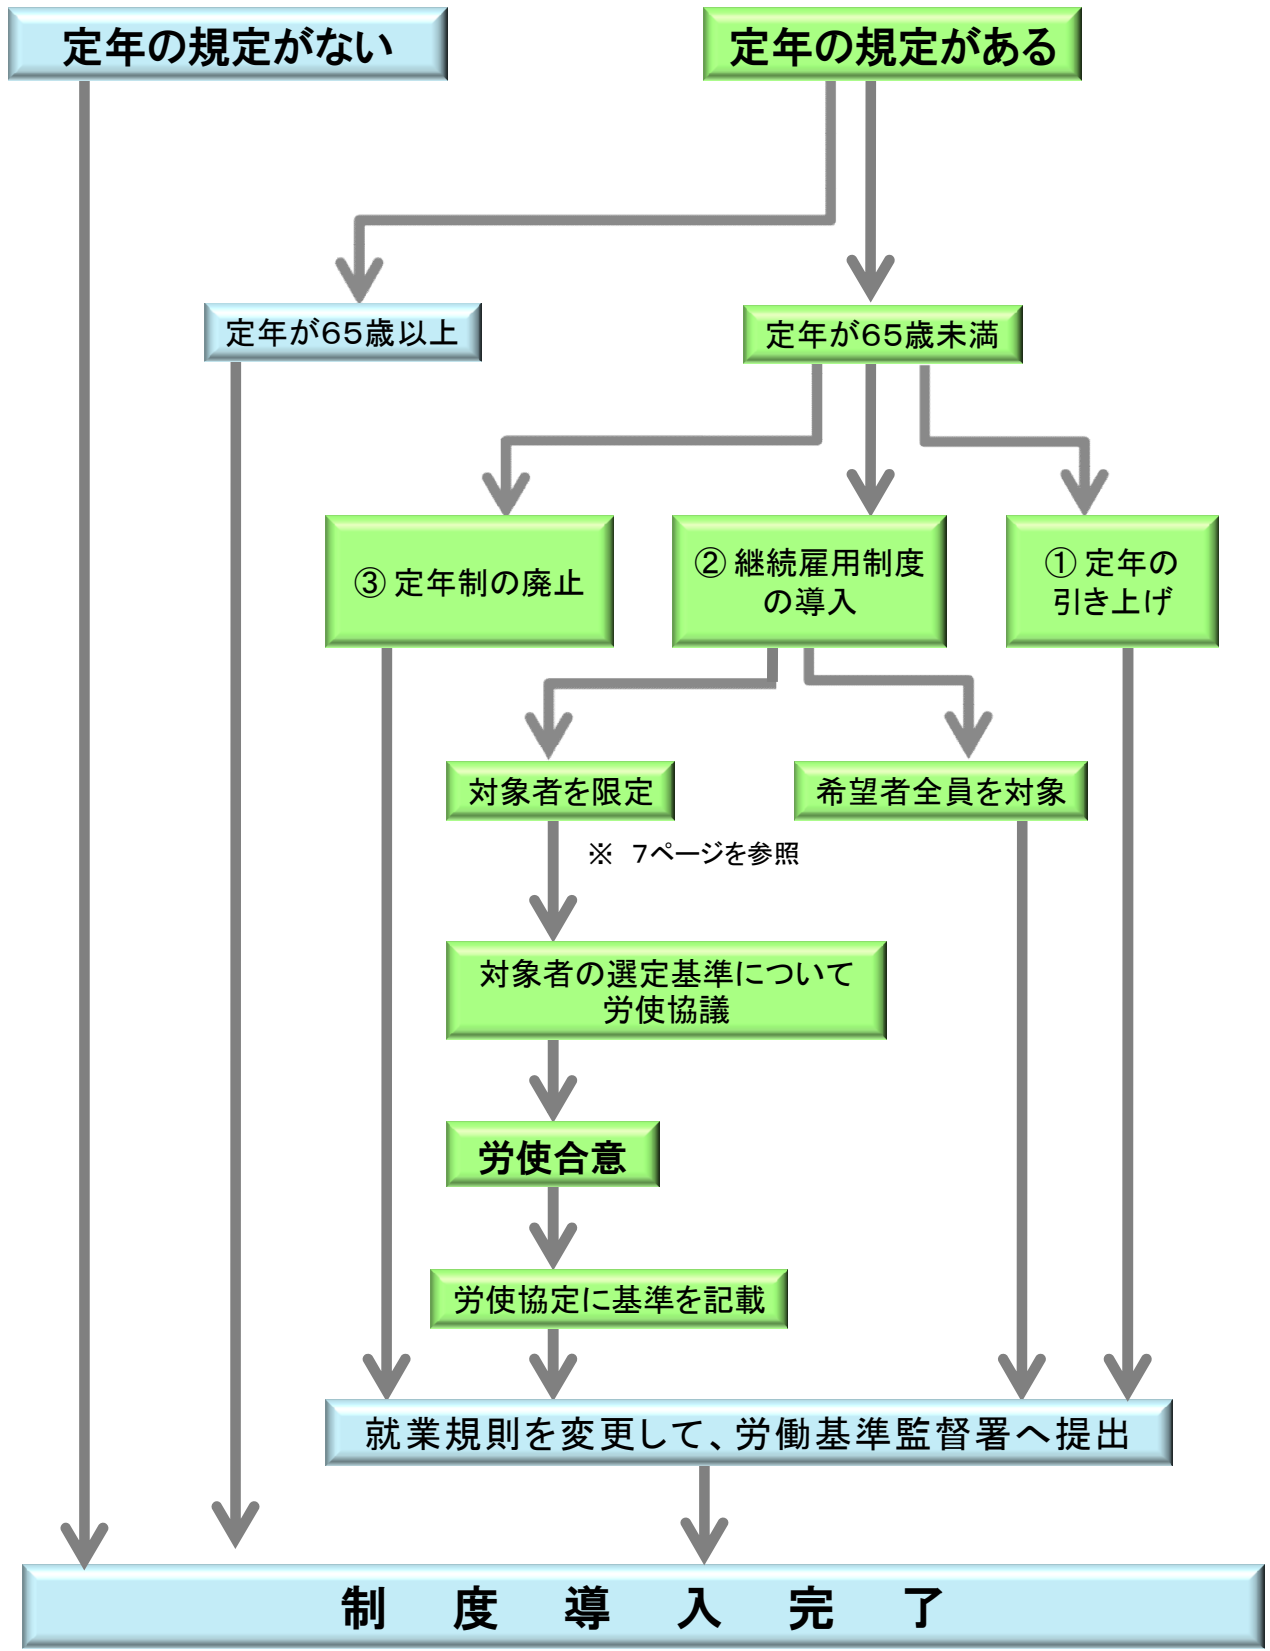 定年の規定がない
定年の規定がある
定年が65歳以上
定年が65歳未満
③ 定年制の廃止
② 継続雇用制度
の導入
① 定年の
引き上げ
対象者を限定
希望者全員を対象
※ 7ページを参照
対象者の選定基準について
労使協議
労使合意
労使協定に基準を記載
就業規則を変更して、労働基準監督署へ提出
制 度 導 入 完 了